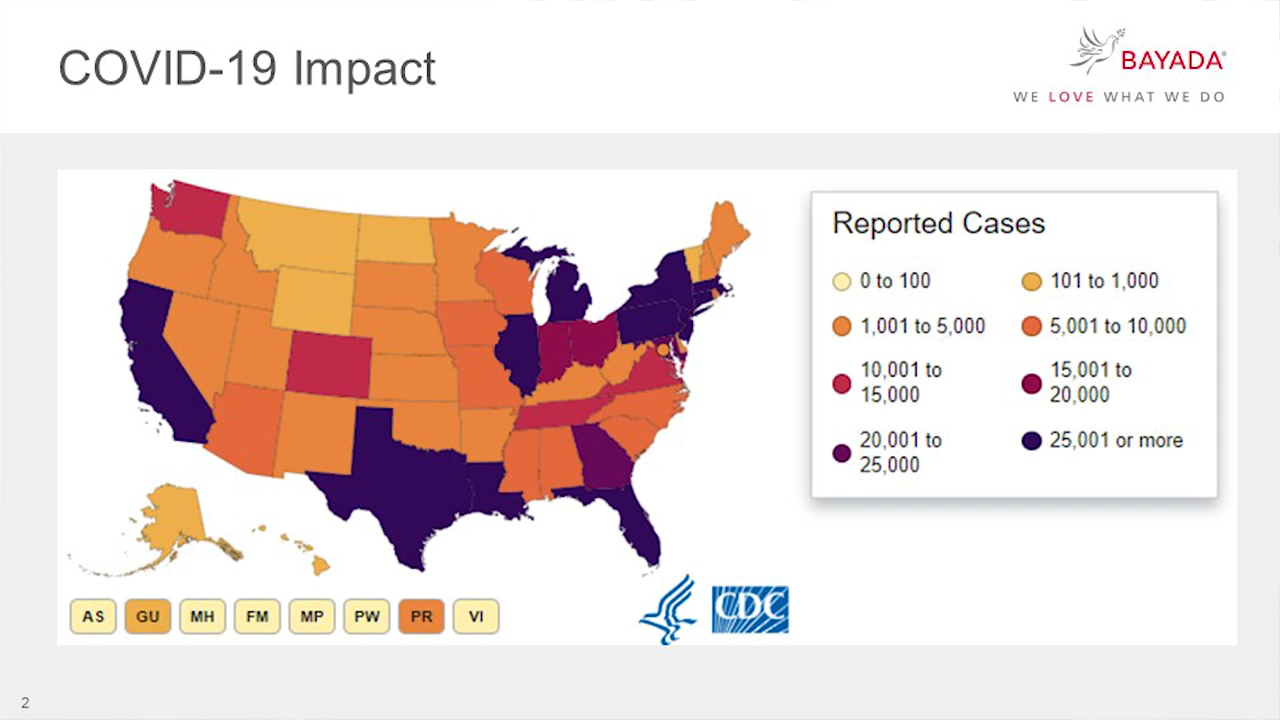 COVID-19 Impact
BAYADA®
WE LOVE WHAT WE DO
Reported Cases
0 to 100
101 to 1,000
1,001 to 5,000
5,001 to 10,000
10,001 to
15,000
15,001 to
20,000
20,001 to
25,000
25,001 or more
AS GU MH FM MP PW PR VI
CDC
2